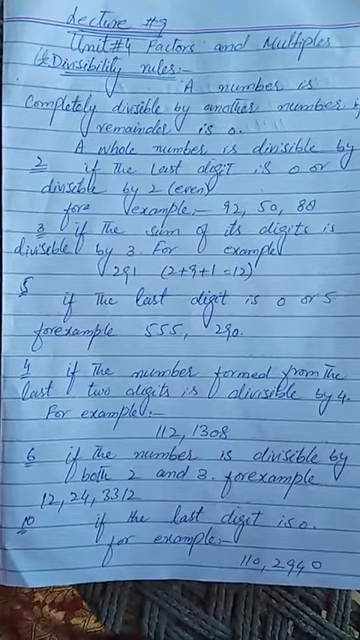 Lecture #9
Unit #4 Factors and Multiples
Divisibility rules:-
A number is
Completely divisible by another number,
remainder is 0.
A whole number is divisible by
2 if the last digit is 0 or
divisible by 2 (even)
for example:- 92, 50, 80
3 if the sum of its digits is
divisible by 3. For example
291 (2+9+1=12)
5
if the last digit is 0 or 5
forexample 555, 290.
4 if the number formed from the
last two digits is divisible by 4.
For example:-
112, 1308
6 if the number is divisible by
both 2 and 3. forexample
12, 24, 3312
10 if the last digit is 0.
for example:-
110, 2940